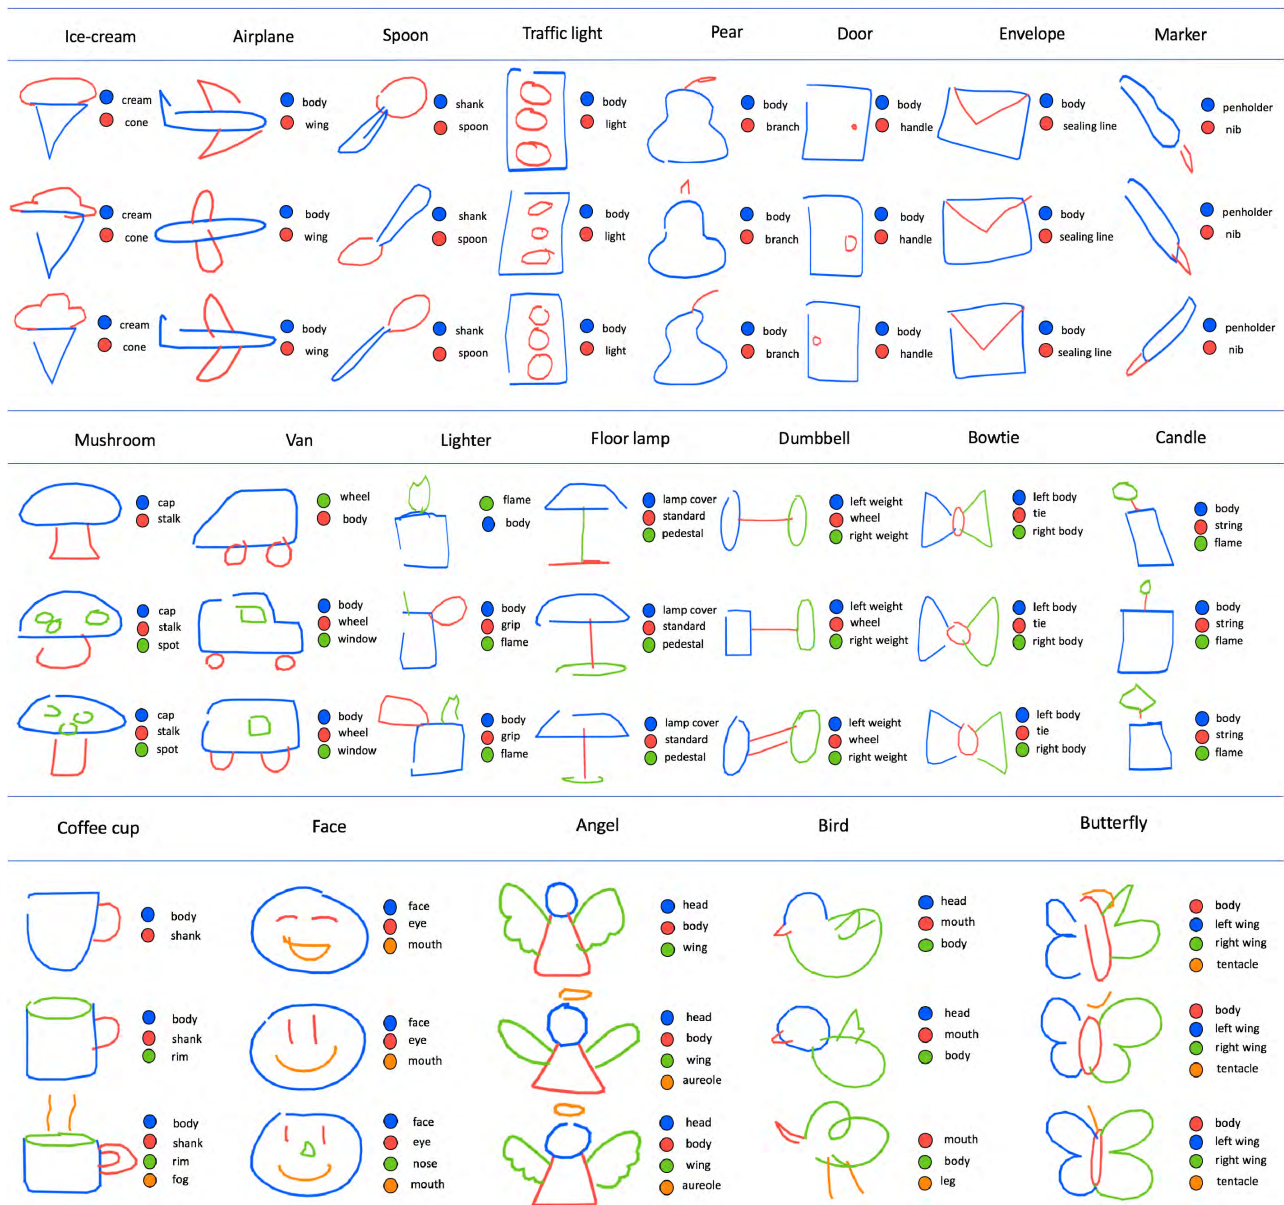 Ice-cream Airplane Spoon Traffic light Pear Door Envelope Marker
cream body shank body body body body penholder
cone wing spoon light branch handle sealing line nib
cream body shank body body body body penholder
cone wing spoon light branch handle sealing line nib
cream body shank body body body body penholder
cone wing spoon light branch handle sealing line nib
Mushroom Van Lighter Floor lamp Dumbbell Bowtie Candle
cap wheel flame lamp cover left weight left body body
stalk body body standard wheel tie string
pedestal right weight right body flame
cap body body lamp cover left weight left body body
stalk wheel grip standard wheel tie string
spot window flame pedestal right weight right body flame
cap body body lamp cover left weight left body body
stalk wheel grip standard wheel tie string
spot window flame pedestal right weight right body flame
Coffee cup Face Angel Bird Butterfly
body face head head body
shank eye body mouth left wing
mouth wing body right wing
tentacle
body face head head body
shank eye body mouth left wing
rim mouth wing body right wing
aureole tentacle
body face head mouth body
shank eye body body left wing
rim nose wing leg right wing
fog mouth aureole tentacle